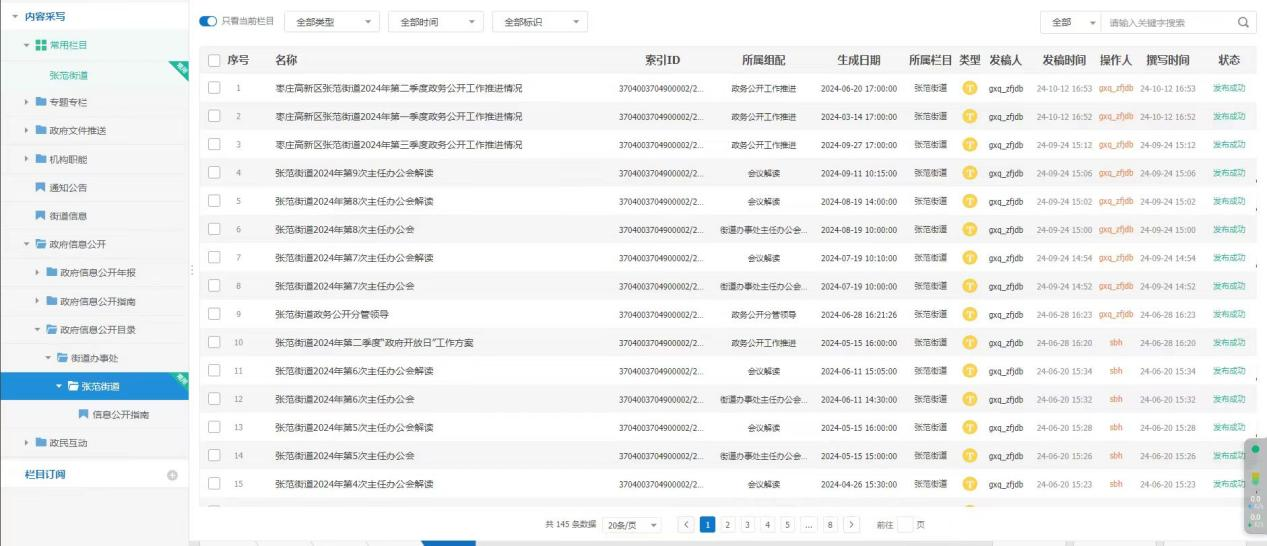 内容采写
常用栏目
张范街道
常用
专题专栏
政府文件推送
机构职能
通知公告
街道信息
政府信息公开
政府信息公开年报
政府信息公开指南
政府信息公开目录
街道办事处
张范街道
常用
信息公开指南
政民互动
栏目订阅
只看当前栏目 全部类型 全部时间 全部标识 全部 请输入关键字搜索
序号 名称 索引ID 所属组配 生成日期 所属栏目 类型 发稿人 发稿时间 操作人 撰写时间 状态
1 枣庄高新区张范街道2024年第二季度政务公开工作推进情况 3704003704900002/2... 政务公开工作推进 2024-06-20 17:00:00 张范街道 T gxq_zfjdb 24-10-12 16:53 gxq_zfjdb 24-10-12 16:53 发布成功
2 枣庄高新区张范街道2024年第一季度政务公开工作推进情况 3704003704900002/2... 政务公开工作推进 2024-03-14 17:00:00 张范街道 T gxq_zfjdb 24-10-12 16:52 gxq_zfjdb 24-10-12 16:52 发布成功
3 枣庄高新区张范街道2024年第三季度政务公开工作推进情况 3704003704900002/2... 政务公开工作推进 2024-09-27 17:00:00 张范街道 T gxq_zfjdb 24-09-24 15:12 gxq_zfjdb 24-09-24 15:12 发布成功
4 张范街道2024年第9次主任办公会解读 3704003704900002/2... 会议解读 2024-09-11 10:15:00 张范街道 T gxq_zfjdb 24-09-24 15:06 gxq_zfjdb 24-09-24 15:06 发布成功
5 张范街道2024年第8次主任办公会解读 3704003704900002/2... 会议解读 2024-08-19 14:00:00 张范街道 T gxq_zfjdb 24-09-24 15:02 gxq_zfjdb 24-09-24 15:02 发布成功
6 张范街道2024年第8次主任办公会 3704003704900002/2... 街道办事处主任办公会... 2024-08-19 10:00:00 张范街道 T gxq_zfjdb 24-09-24 15:00 gxq_zfjdb 24-09-24 15:00 发布成功
7 张范街道2024年第7次主任办公会解读 3704003704900002/2... 会议解读 2024-07-19 10:10:00 张范街道 T gxq_zfjdb 24-09-24 14:54 gxq_zfjdb 24-09-24 14:54 发布成功
8 张范街道2024年第7次主任办公会 3704003704900002/2... 街道办事处主任办公会... 2024-07-19 10:00:00 张范街道 T gxq_zfjdb 24-09-24 14:52 gxq_zfjdb 24-09-24 14:52 发布成功
9 张范街道政务公开分管领导 3704003704900002/2... 政务公开分管领导 2024-06-28 16:21:26 张范街道 T gxq_zfjdb 24-06-28 16:23 gxq_zfjdb 24-06-28 16:23 发布成功
10 张范街道2024年第二季度“政府开放日”工作方案 3704003704900002/2... 政务公开工作推进 2024-05-15 16:00:00 张范街道 T gxq_zfjdb 24-06-28 16:20 sbh 24-06-28 16:20 发布成功
11 张范街道2024年第6次主任办公会解读 3704003704900002/2... 会议解读 2024-06-11 15:05:00 张范街道 T gxq_zfjdb 24-06-20 15:34 sbh 24-06-20 15:34 发布成功
12 张范街道2024年第6次主任办公会 3704003704900002/2... 街道办事处主任办公会... 2024-06-11 14:30:00 张范街道 T gxq_zfjdb 24-06-20 15:32 sbh 24-06-20 15:32 发布成功
13 张范街道2024年第5次主任办公会解读 3704003704900002/2... 会议解读 2024-05-15 16:00:00 张范街道 T gxq_zfjdb 24-06-20 15:28 sbh 24-06-20 15:28 发布成功
14 张范街道2024年第5次主任办公会 3704003704900002/2... 街道办事处主任办公会... 2024-05-15 15:00:00 张范街道 T gxq_zfjdb 24-06-20 15:26 sbh 24-06-20 15:26 发布成功
15 张范街道2024年第4次主任办公会解读 3704003704900002/2... 会议解读 2024-04-26 15:30:00 张范街道 T gxq_zfjdb 24-06-20 15:23 sbh 24-06-20 15:23 发布成功
共 145 条数据 20条/页 1 2 3 4 5 ... 8 前往 页
0.0
0.0